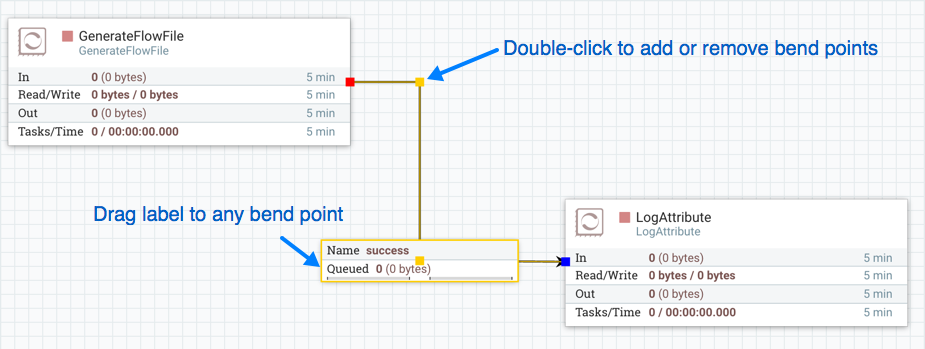 GenerateFlowFile
GenerateFlowFile
In 0 (0 bytes) 5 min
Read/Write 0 bytes / 0 bytes 5 min
Out 0 (0 bytes) 5 min
Tasks/Time 0 / 00:00:00.000 5 min
Double-click to add or remove bend points
Drag label to any bend point
Name success
Queued 0 (0 bytes)
LogAttribute
LogAttribute
In 0 (0 bytes) 5 min
Read/Write 0 bytes / 0 bytes 5 min
Out 0 (0 bytes) 5 min
Tasks/Time 0 / 00:00:00.000 5 min